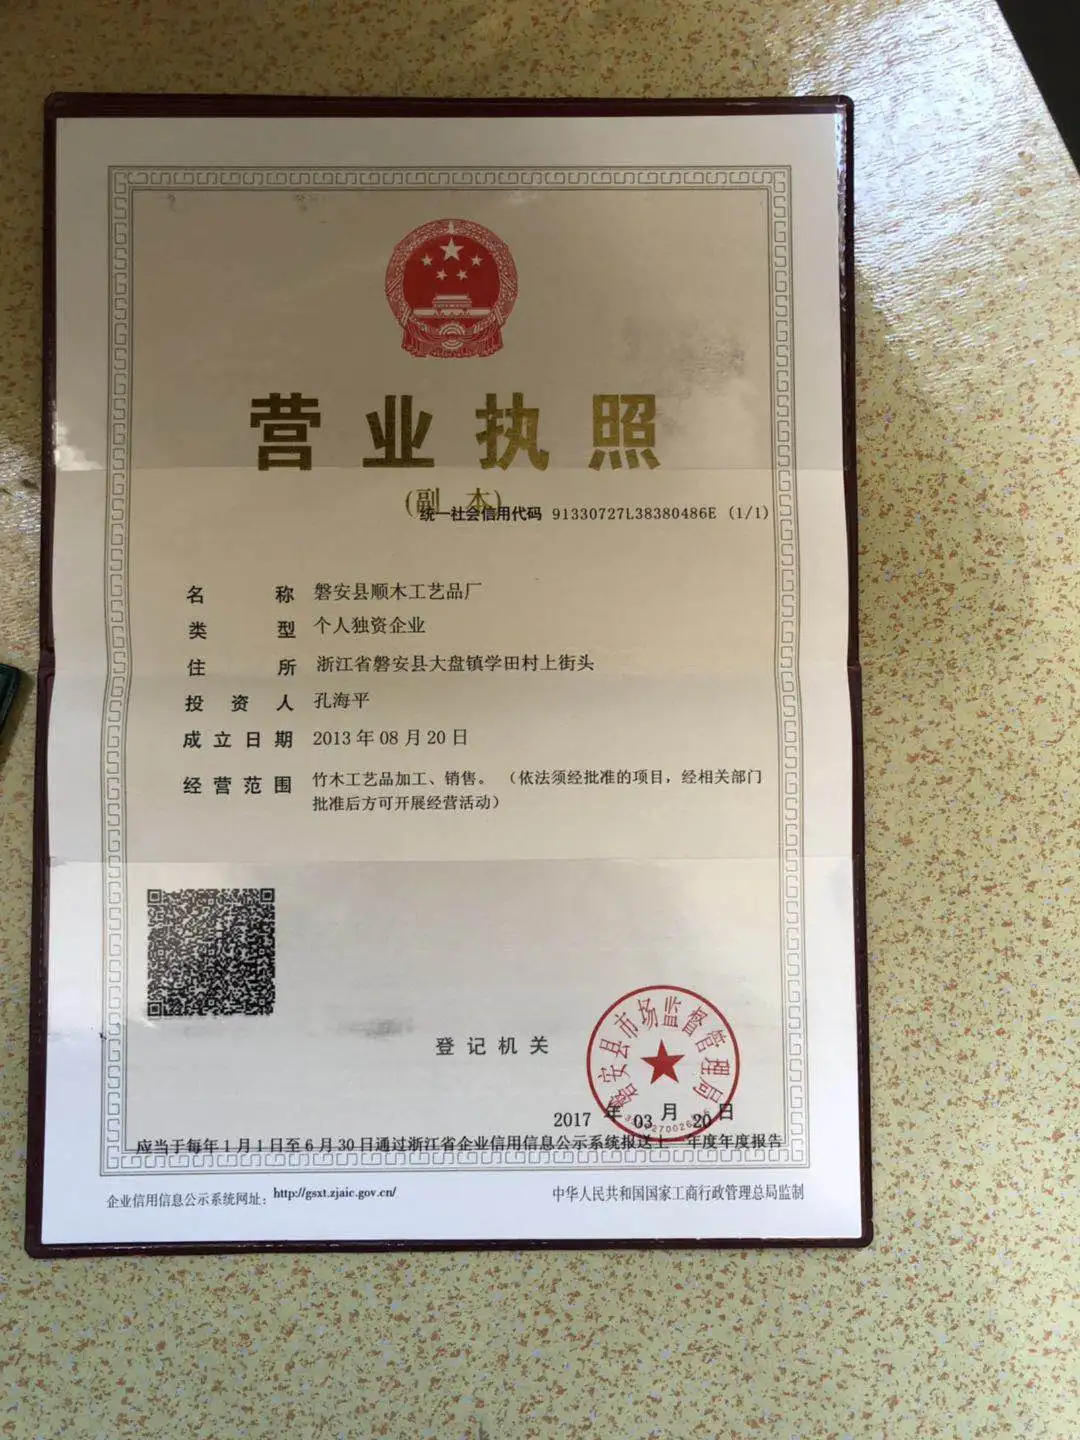 营业执照
(副 本)
统一社会信用代码 91330727L38380486E (1/1)
名 称 磐安县顺木工艺品厂
类 型 个人独资企业
住 所 浙江省磐安县大盘镇学田村上街头
投 资 人 孔海平
成 立 日 期 2013 年 08 月 20 日
经 营 范 围 竹木工艺品加工、销售。(依法须经批准的项目,经相关部门
批准后方可开展经营活动)
登 记 机 关
磐安县市场监督管理局
2017 年 03 月 20 日
应当于每年1月1日至6月30日通过浙江省企业信用信息公示系统报送上一年度年度报告
企业信用信息公示系统网址: http://gsxt.zjaic.gov.cn/
中华人民共和国国家工商行政管理总局监制